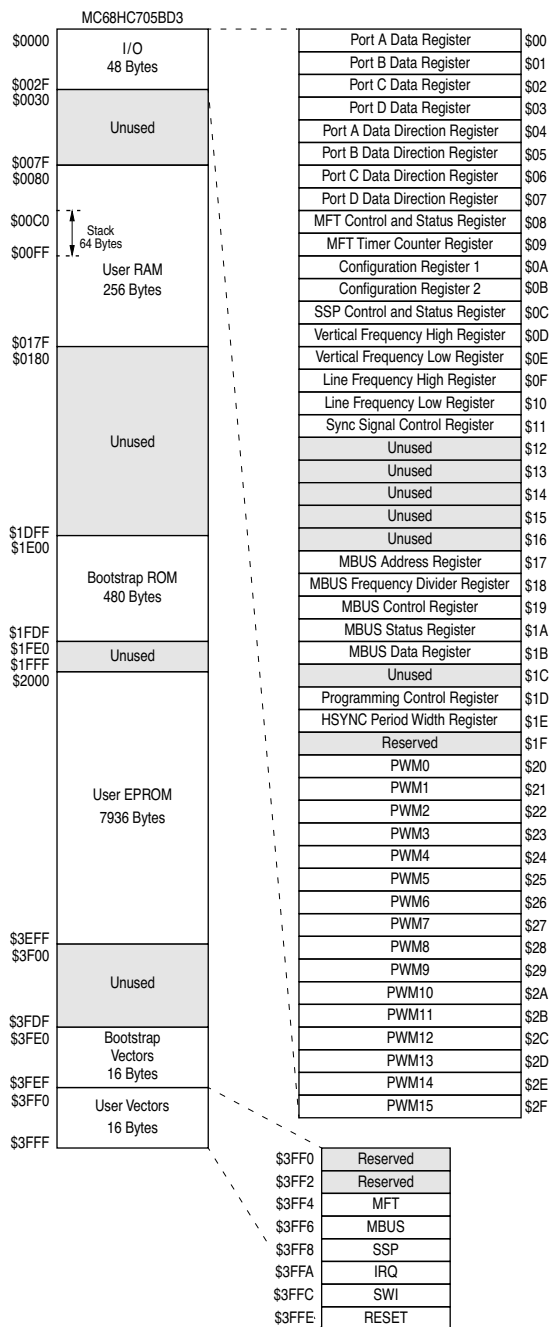 MC68HC705BD3
$0000
I/O
48 Bytes
$002F
$0030
Unused
$007F
$0080
$00C0
Stack
64 Bytes
$00FF
User RAM
256 Bytes
$017F
$0180
Unused
$1DFF
$1E00
Bootstrap ROM
480 Bytes
$1FDF
$1FE0
Unused
$1FFF
$2000
User EPROM
7936 Bytes
$3EFF
$3F00
Unused
$3FDF
$3FE0
Bootstrap
Vectors
16 Bytes
$3FEF
$3FF0
User Vectors
16 Bytes
$3FFF
Port A Data Register $00
Port B Data Register $01
Port C Data Register $02
Port D Data Register $03
Port A Data Direction Register $04
Port B Data Direction Register $05
Port C Data Direction Register $06
Port D Data Direction Register $07
MFT Control and Status Register $08
MFT Timer Counter Register $09
Configuration Register 1 $0A
Configuration Register 2 $0B
SSP Control and Status Register $0C
Vertical Frequency High Register $0D
Vertical Frequency Low Register $0E
Line Frequency High Register $0F
Line Frequency Low Register $10
Sync Signal Control Register $11
Unused $12
Unused $13
Unused $14
Unused $15
Unused $16
MBUS Address Register $17
MBUS Frequency Divider Register $18
MBUS Control Register $19
MBUS Status Register $1A
MBUS Data Register $1B
Unused $1C
Programming Control Register $1D
HSYNC Period Width Register $1E
Reserved $1F
PWM0 $20
PWM1 $21
PWM2 $22
PWM3 $23
PWM4 $24
PWM5 $25
PWM6 $26
PWM7 $27
PWM8 $28
PWM9 $29
PWM10 $2A
PWM11 $2B
PWM12 $2C
PWM13 $2D
PWM14 $2E
PWM15 $2F
$3FF0 Reserved
$3FF2 Reserved
$3FF4 MFT
$3FF6 MBUS
$3FF8 SSP
$3FFA IRQ
$3FFC SWI
$3FFE RESET